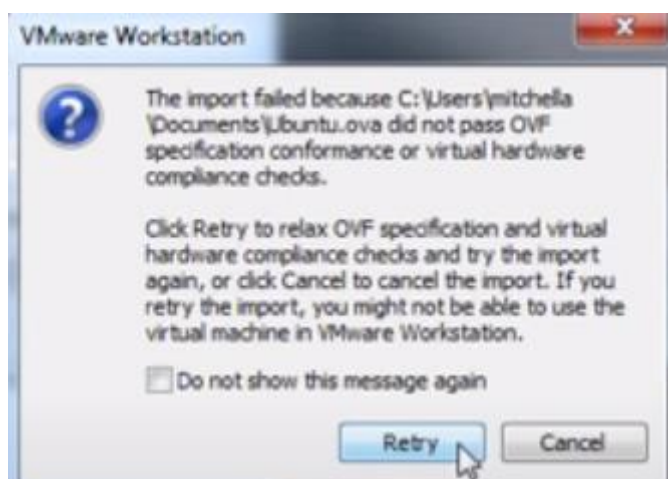 VMware Workstation
The import failed because C:\Users\mitchella
\Documents\Ubuntu.ova did not pass OVF
specification conformance or virtual hardware
compliance checks.
Click Retry to relax OVF specification and virtual
hardware compliance checks and try the import
again, or click Cancel to cancel the import. If you
retry the import, you might not be able to use the
virtual machine in VMware Workstation.
Do not show this message again
Retry
Cancel